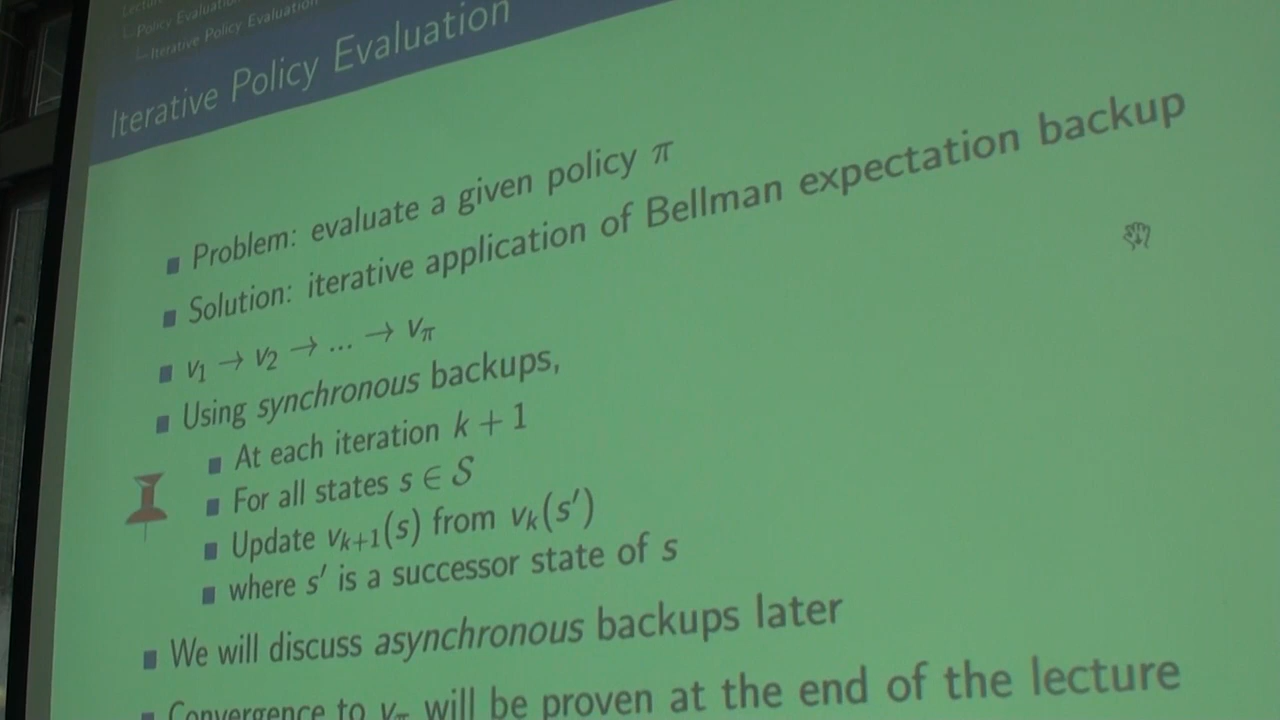 Lecture
Policy Evaluation
Iterative Policy Evaluation
Iterative Policy Evaluation
Problem: evaluate a given policy π
Solution: iterative application of Bellman expectation backup
v₁ → v₂ → ... → vπ
Using synchronous backups,
At each iteration k + 1
For all states s ∈ 𝒮
Update vₖ₊₁(s) from vₖ(s′)
where s′ is a successor state of s
We will discuss asynchronous backups later
Convergence to vπ will be proven at the end of the lecture